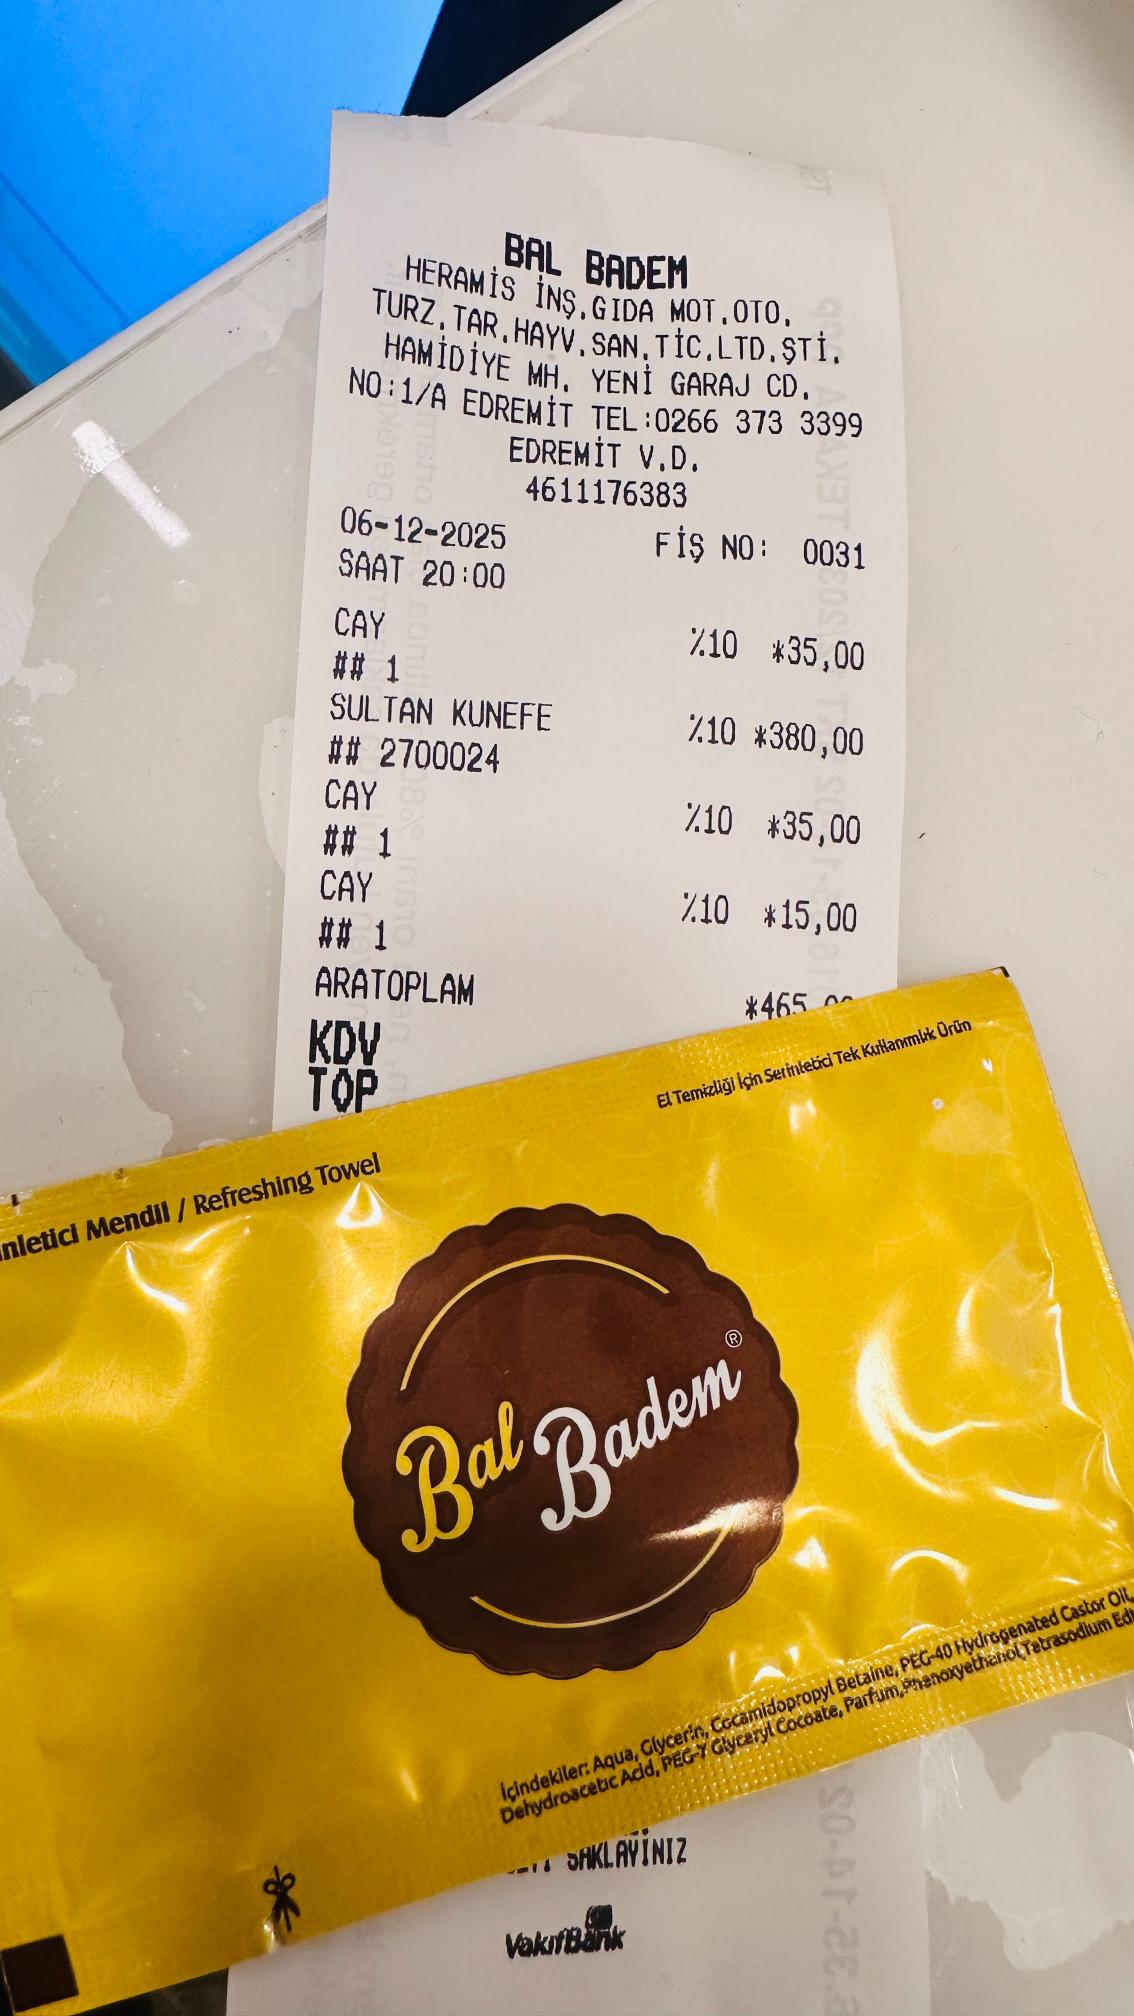 BAL BADEM
HERAMİS İNŞ.GIDA MOT.OTO.
TURZ.TAR.HAYV.SAN.TİC.LTD.ŞTİ.
HAMİDİYE MH. YENİ GARAJ CD.
NO:1/A EDREMİT TEL:0266 373 3399
EDREMİT V.D.
4611176383
06-12-2025 FİŞ NO: 0031
SAAT 20:00
CAY %10 *35,00
## 1
SULTAN KUNEFE %10 *380,00
## 2700024
CAY %10 *35,00
## 1
CAY %10 *15,00
## 1
ARATOPLAM *465
KDV
TOP
El Temizliği İçin Serinletici Tek Kullanımlık Ürün
Mendil / Refreshing Towel
Bal Badem ®
İçindekiler: Aqua, Glycerin, Cocamidopropyl Betaine, PEG-40 Hydrogenated Castor Oil,
Dehydroacetic Acid, PEG-7 Glyceryl Cocoate, Parfum, Phenoxyethanol, Tetrasodium
SAKLAYINIZ
VakıfBank